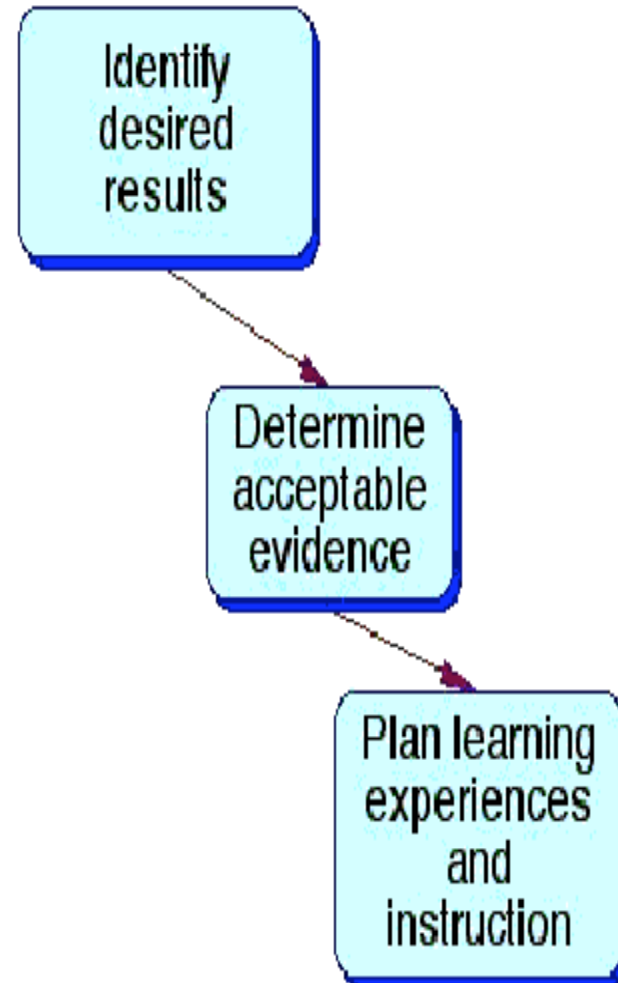 Identify
desired
results
Determine
acceptable
evidence
Plan learning
experiences
and
instruction